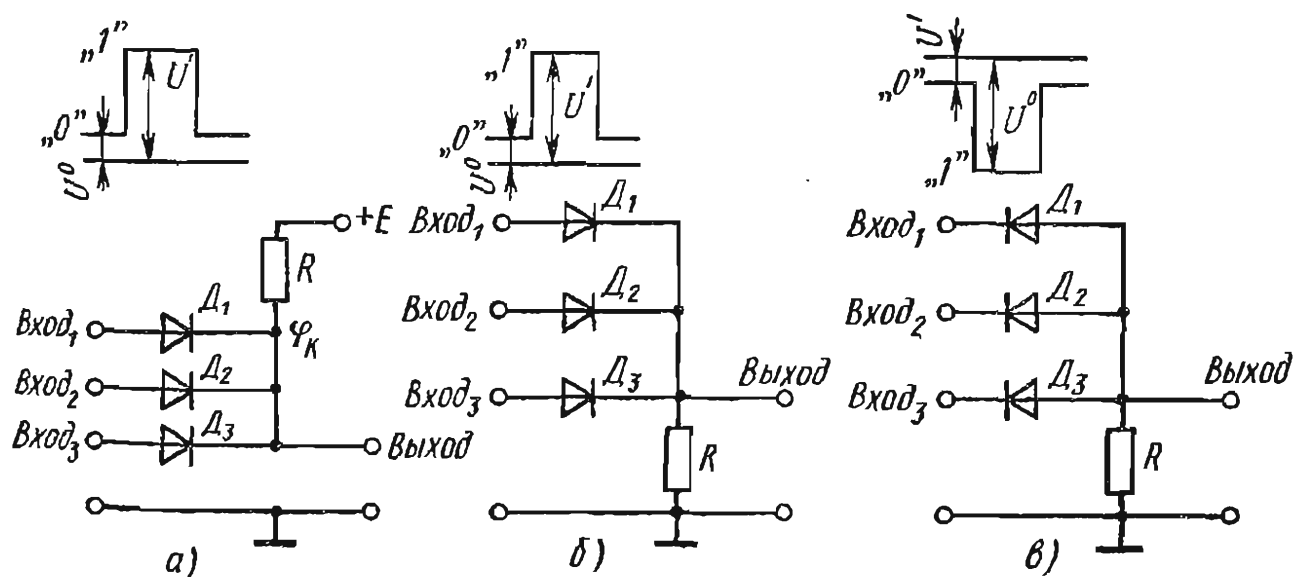 „1”
„0”
U'
U⁰
+E
R
Вход₁
Д₁
φ_K
Вход₂
Д₂
Вход₃
Д₃
Выход
а)
„1”
„0”
U'
U⁰
Вход₁
Д₁
Вход₂
Д₂
Вход₃
Д₃
Выход
R
б)
U'
„0”
U⁰
„1”
Вход₁
Д₁
Вход₂
Д₂
Вход₃
Д₃
Выход
R
в)